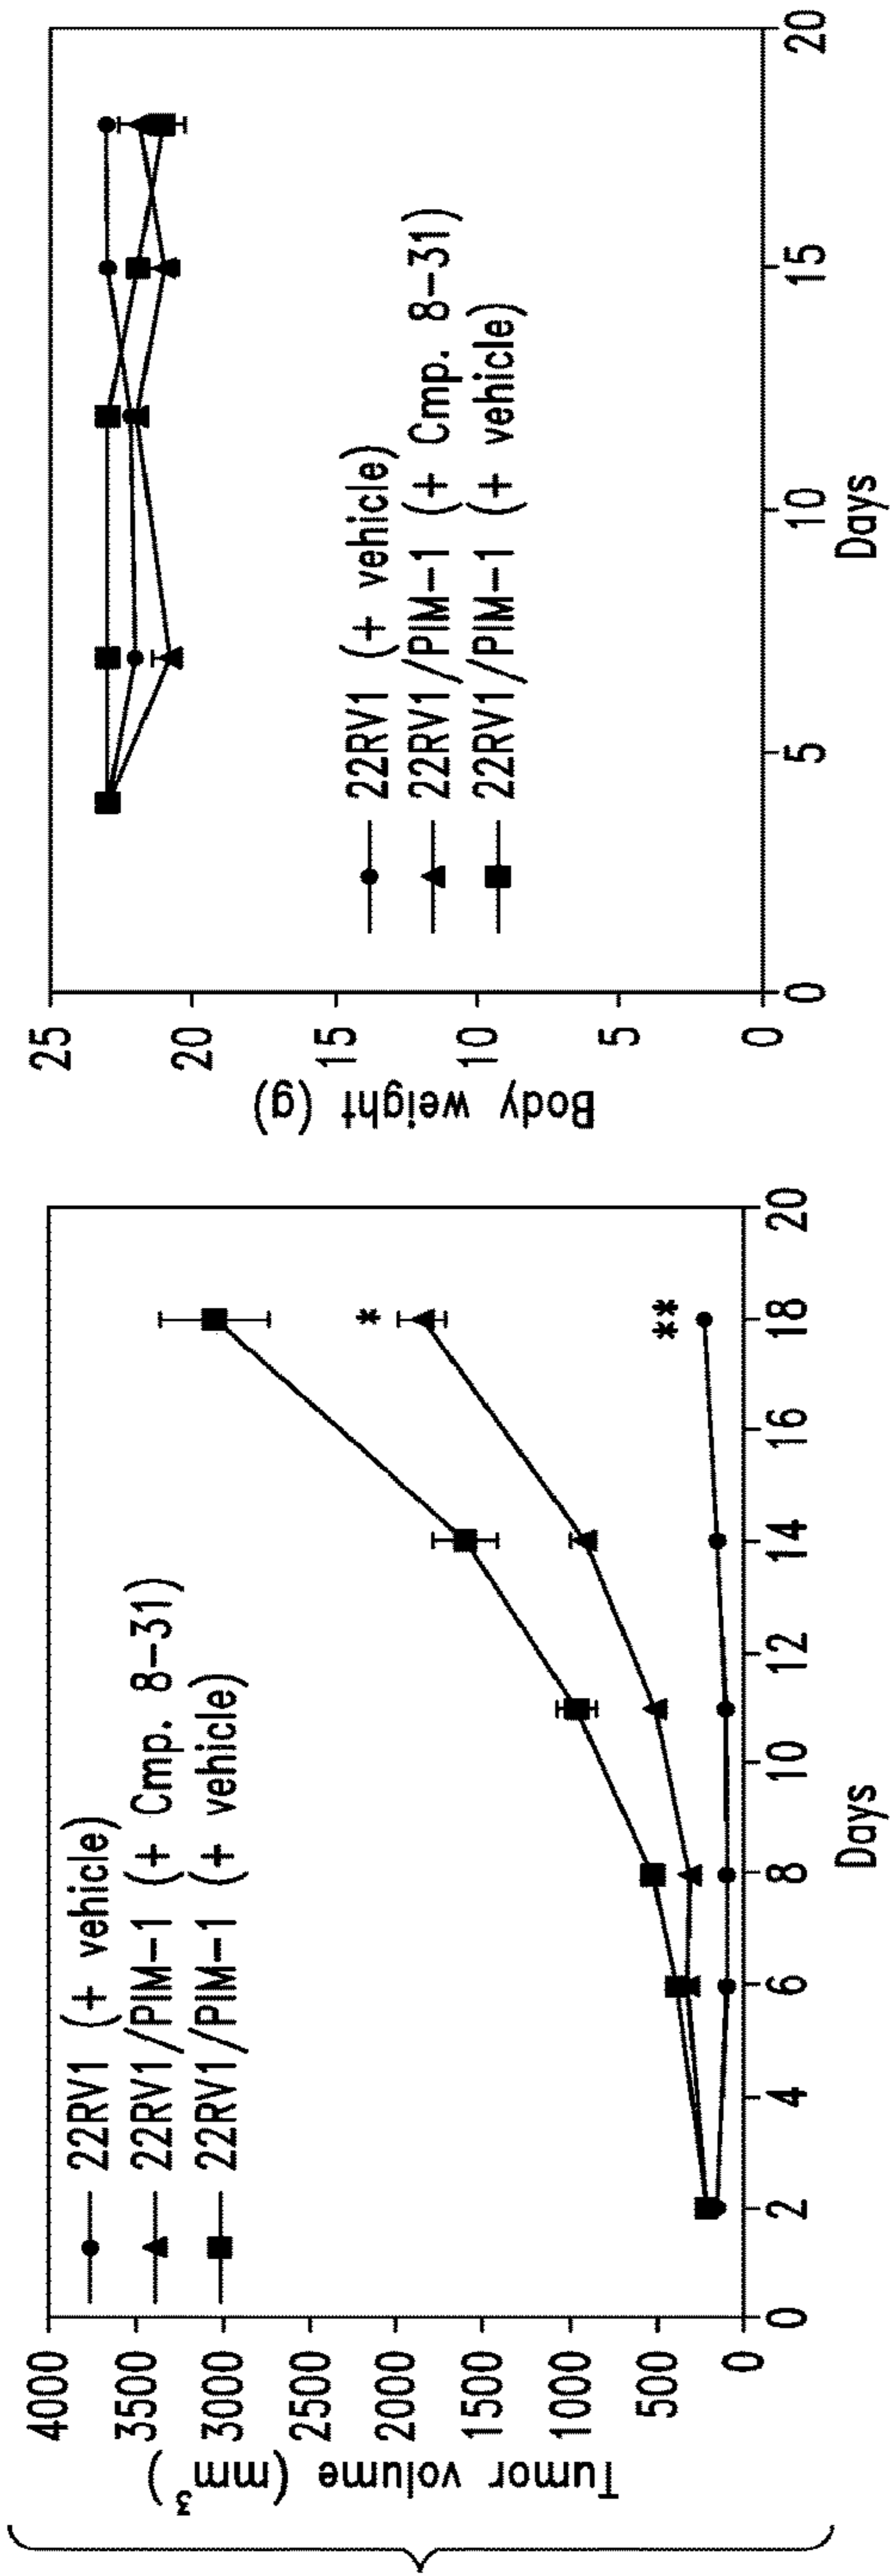 Tumor volume (mm³)
4000
3500
3000
2500
2000
1500
1000
500
0
22RV1 (+ vehicle)
22RV1/PIM-1 (+ Cmp. 8-31)
22RV1/PIM-1 (+ vehicle)
*
**
0 2 4 6 8 10 12 14 16 18 20
Days
Body weight (g)
25
20
15
10
5
0
22RV1 (+ vehicle)
22RV1/PIM-1 (+ Cmp. 8-31)
22RV1/PIM-1 (+ vehicle)
0 5 10 15 20
Days